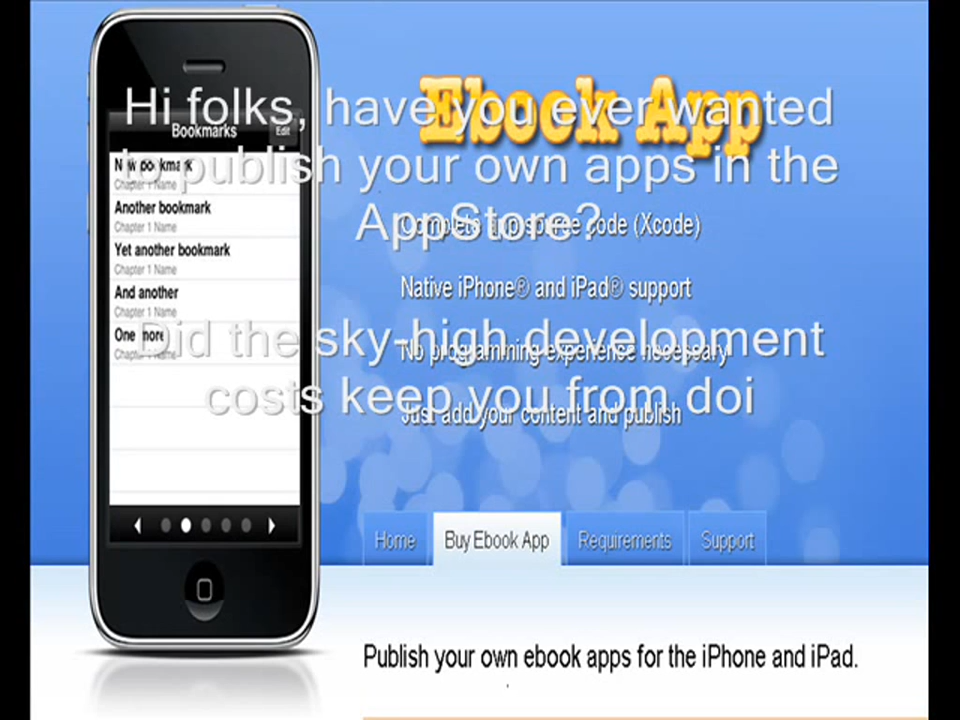 Ebook App
Hi folks, have you ever wanted
to publish your own apps in the
AppStore?
Did the sky-high development
costs keep you from doi
Bookmarks
Edit
New bookmark
Chapter 1 Name
Another bookmark
Chapter 1 Name
Yet another bookmark
Chapter 1 Name
And another
Chapter 1 Name
One more
Chapter 1 Name
Complete app source code (Xcode)
Native iPhone® and iPad® support
No programming experience necessary
Just add your content and publish
Home
Buy Ebook App
Requirements
Support
Publish your own ebook apps for the iPhone and iPad.